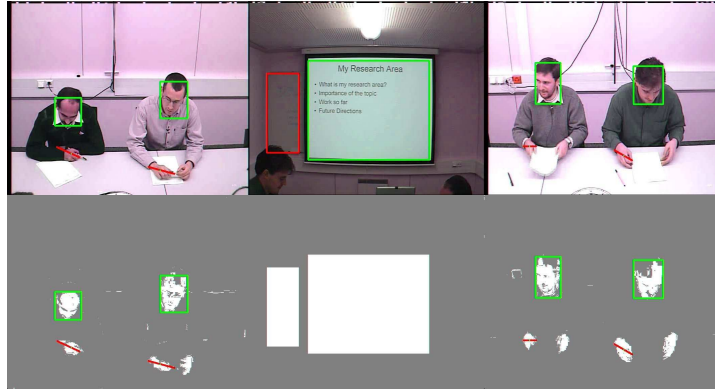 My Research Area
• What is my research area?
• Importance of the topic
• Work so far
• Future Directions